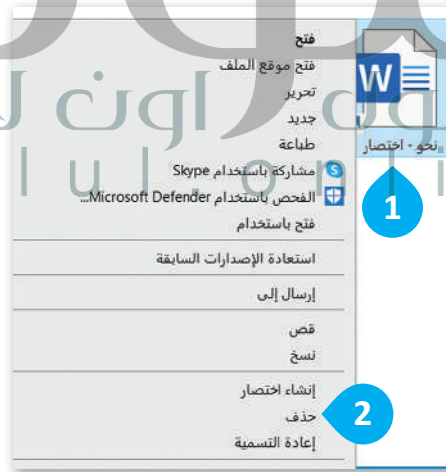 فتح
فتح موقع الملف
تحرير
جديد
طباعة
مشاركة باستخدام Skype
الفحص باستخدام Microsoft Defender...
فتح باستخدام
استعادة الإصدارات السابقة
إرسال إلى
قص
نسخ
إنشاء اختصار
حذف
إعادة التسمية
W
نحو - اختصار
1
2